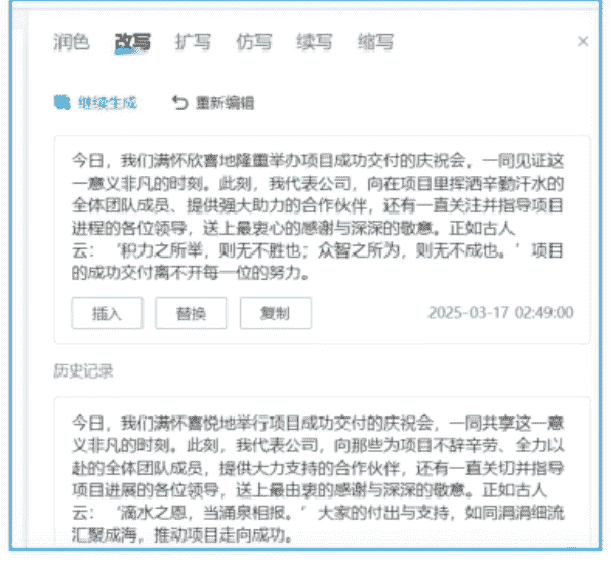 润色 改写 扩写 仿写 续写 缩写 ×
继续生成 重新编辑
今日，我们满怀欣喜地隆重举办项目成功交付的庆祝会。一同见证这
一意义非凡的时刻。此刻，我代表公司，向在项目里挥洒辛勤汗水的
全体团队成员、提供强大助力的合作伙伴，还有一直关注并指导项目
进程的各位领导，送上最衷心的感谢与深深的敬意。正如古人
云：‘积力之所举，则无不胜也；众智之所为，则无不成也。’项目
的成功交付离不开每一位的努力。
插入 替换 复制 2025-03-17 02:49:00
历史记录
今日，我们满怀喜悦地举行项目成功交付的庆祝会，一同共享这一意
义非凡的时刻。此刻，我代表公司，向那些为项目不辞辛劳、全力以
赴的全体团队成员，提供大力支持的合作伙伴，还有一直关切并指导
项目进展的各位领导，送上最由衷的感谢与深深的敬意。正如古人
云：‘滴水之恩，当涌泉相报。’大家的付出与支持，如同涓涓细流
汇聚成海，推动项目走向成功。